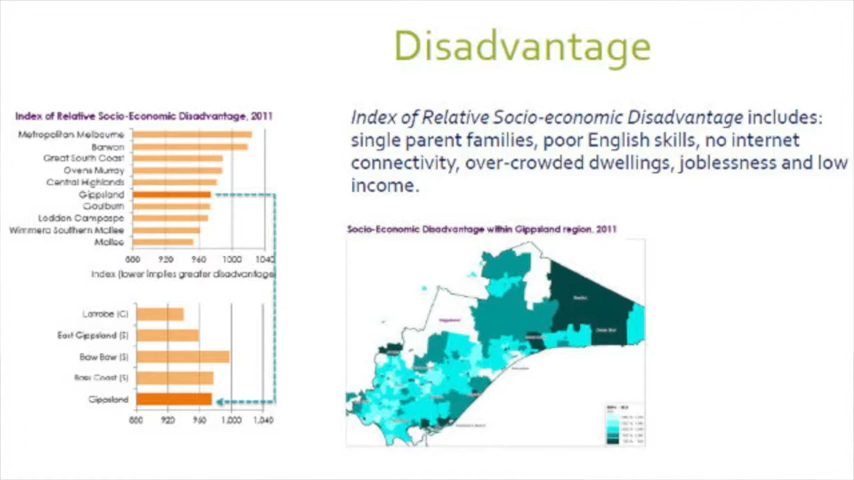 Disadvantage
Index of Relative Socio-Economic Disadvantage, 2011
Metropolitan Melbourne
Barwon
Great South Coast
Ovens Murray
Central Highlands
Gippsland
Goulburn
Loddon Campaspe
Wimmera Southern Mallee
Mallee
920 960 1000 1040
Index (lower implies greater disadvantage
Latrobe (C)
East Gippsland (S)
Baw Baw (S)
Bass Coast (S)
Gippsland
920 960 1,000 1,040
Index of Relative Socio-economic Disadvantage includes:
single parent families, poor English skills, no internet
connectivity, over-crowded dwellings, joblessness and low
income.
Socio-Economic Disadvantage within Gippsland region, 2011